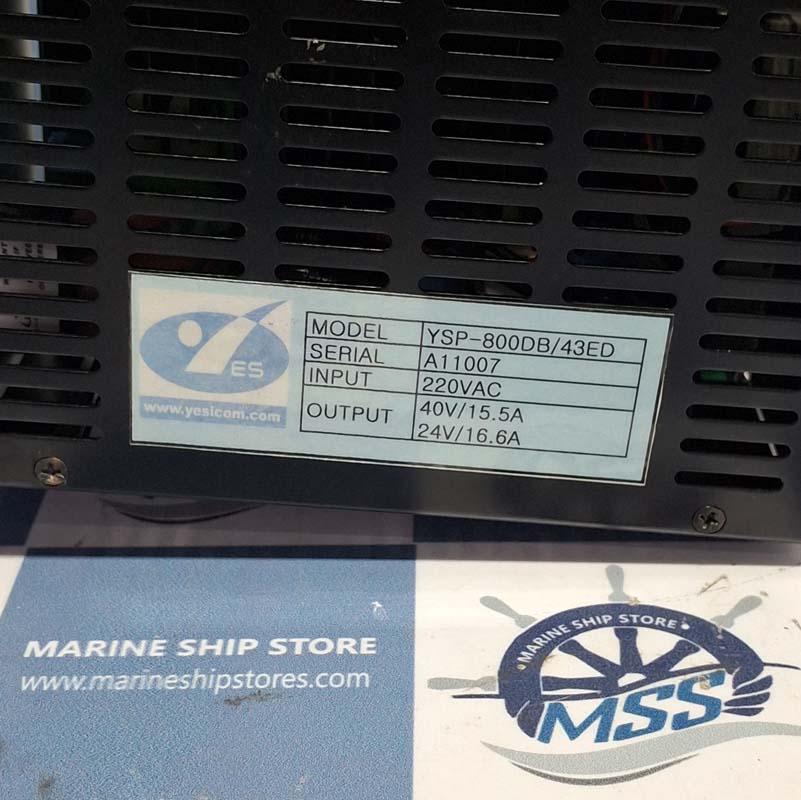 YES
www.yesicom.com
MODEL YSP-800DB/43ED
SERIAL A11007
INPUT 220VAC
OUTPUT 40V/15.5A
24V/16.6A
MARINE SHIP STORE
www.marineshipstores.com
MARINE SHIP STORE
MSS